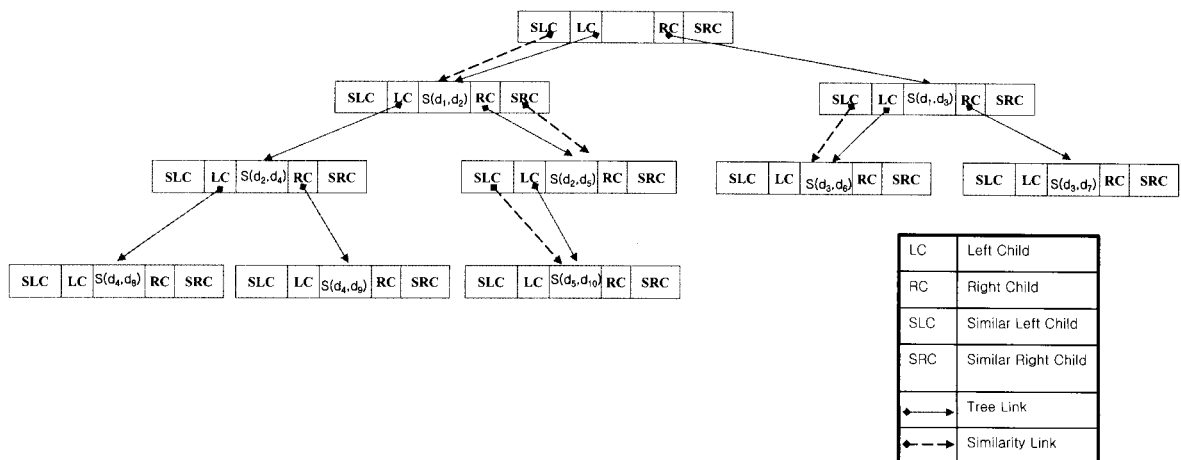 SLC LC RC SRC
SLC LC S(d1,d2) RC SRC
SLC LC S(d1,d3) RC SRC
SLC LC S(d2,d4) RC SRC
SLC LC S(d2,d5) RC SRC
SLC LC S(d3,d6) RC SRC
SLC LC S(d3,d7) RC SRC
SLC LC S(d4,d8) RC SRC
SLC LC S(d4,d9) RC SRC
SLC LC S(d5,d10) RC SRC
LC Left Child
RC Right Child
SLC Similar Left Child
SRC Similar Right Child
Tree Link
Similarity Link